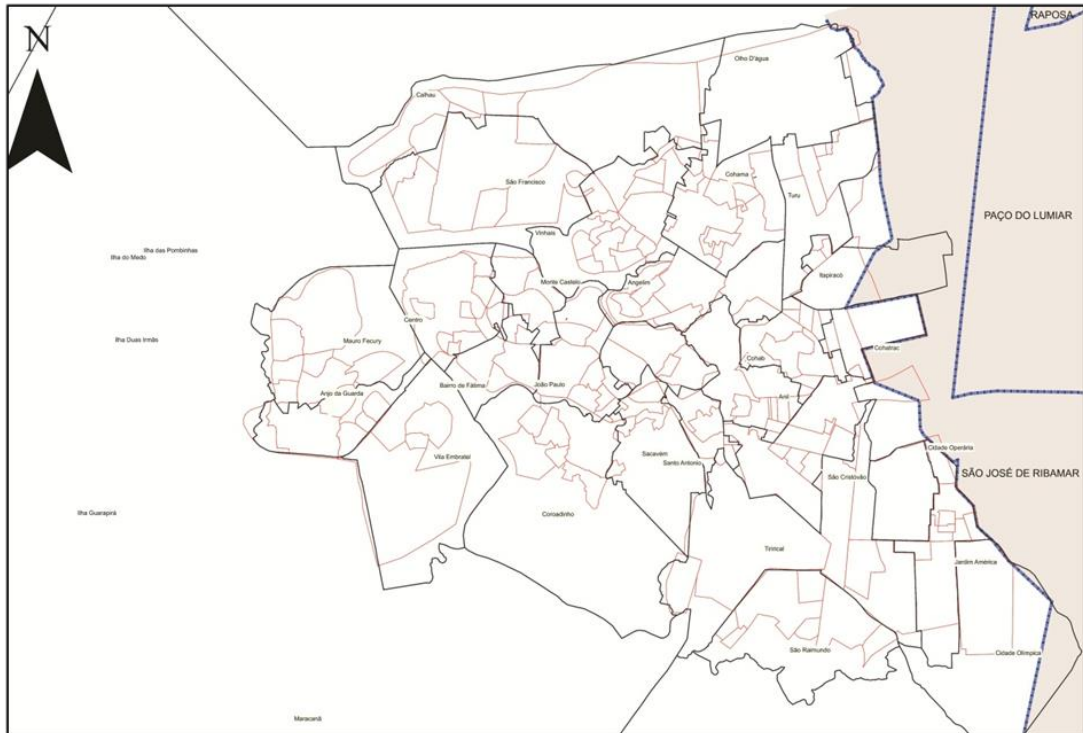 RAPOSA
N
Olho D'água
Calhau
Cohama
São Francisco
Turu
PAÇO DO LUMIAR
Vinhais
Ilha das Pombinhas
Ilha do Medo
Itapiracó
Monte Castelo
Angelim
Centro
Ilha Duas Irmãs
Mauro Fecury
Cohatrac
Cohab
Bairro de Fátima
João Paulo
Anjo da Guarda
Anil
Cidade Operária
Sacavém
Vila Embratel
Santo Antonio
SÃO JOSÉ DE RIBAMAR
São Cristóvão
Ilha Guarapirá
Coroadinho
Tirirical
Jardim América
São Raimundo
Cidade Olímpica
Maracanã